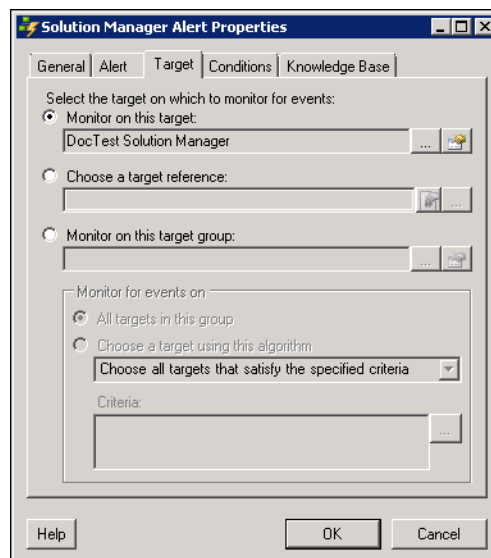 Solution Manager Alert Properties
General Alert Target Conditions Knowledge Base
Select the target on which to monitor for events:
Monitor on this target:
DocTest Solution Manager ...
Choose a target reference:
...
Monitor on this target group:
...
Monitor for events on
All targets in this group
Choose a target using this algorithm
Choose all targets that satisfy the specified criteria
Criteria:
...
Help OK Cancel